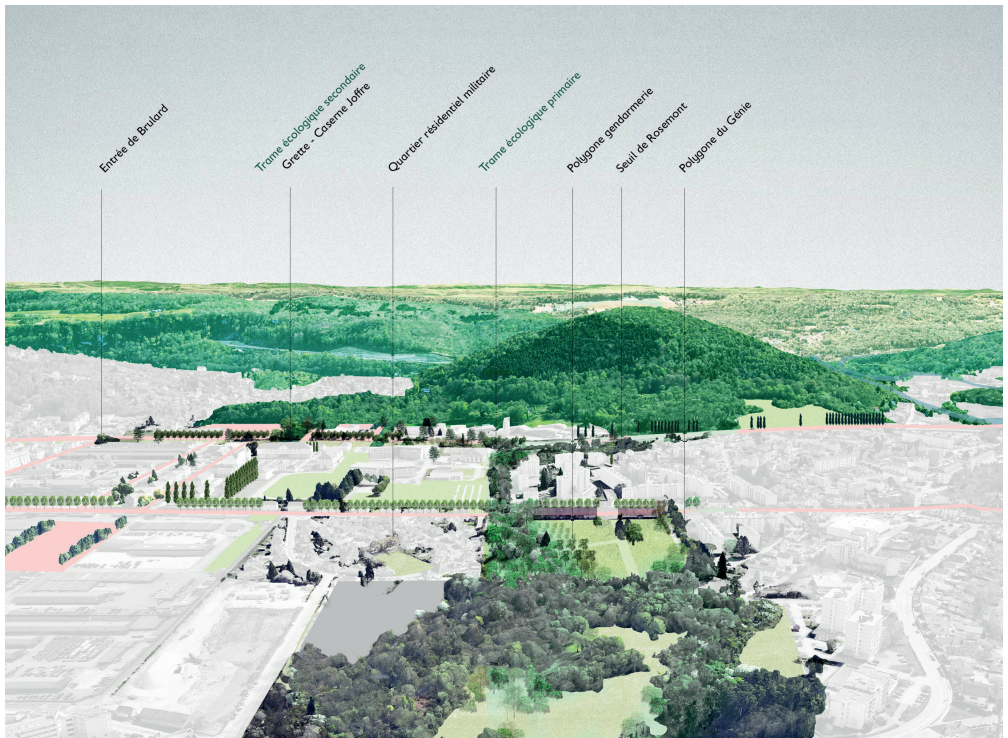 Entrée de Brulard
Trame écologique secondaire
Grette - Caserne Joffre
Quartier résidentiel militaire
Trame écologique primaire
Polygone gendarmerie
Seuil de Rosemont
Polygone du Génie